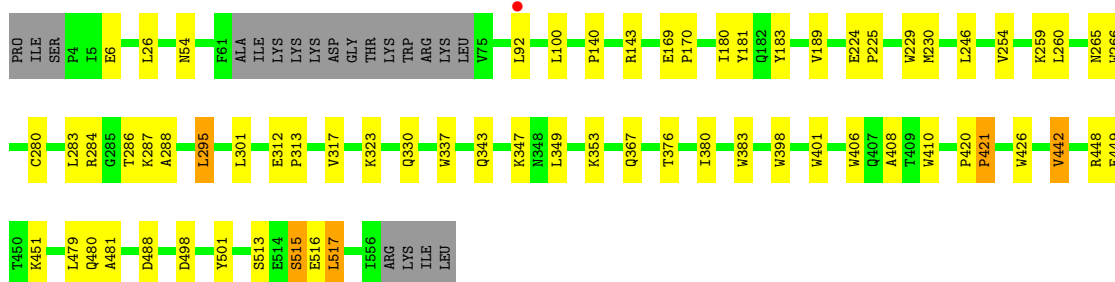 PRO ILE SER P4 I5 E6 L26 N54 F61 ALA ILE LYS LYS LYS ASP GLY THR LYS TRP ARG LYS LEU V75 L92 L100 P140 R143 E169 P170 I180 Y181 Q182 Y183 V189 E224 P225 W229 M230 L246 V254 K259 L260 N265 W266
C280 L283 R284 G285 T286 K287 A288 L295 L301 E312 P313 V317 K323 Q330 W337 Q343 K347 N348 L349 K353 Q367 T376 I380 W383 W398 W401 W406 Q407 A408 T409 W410 P420 P421 W426 V442 R448 E449
T450 K451 L479 Q480 A481 D488 D498 Y501 S513 E514 S515 E516 L517 I556 ARG LYS ILE LEU